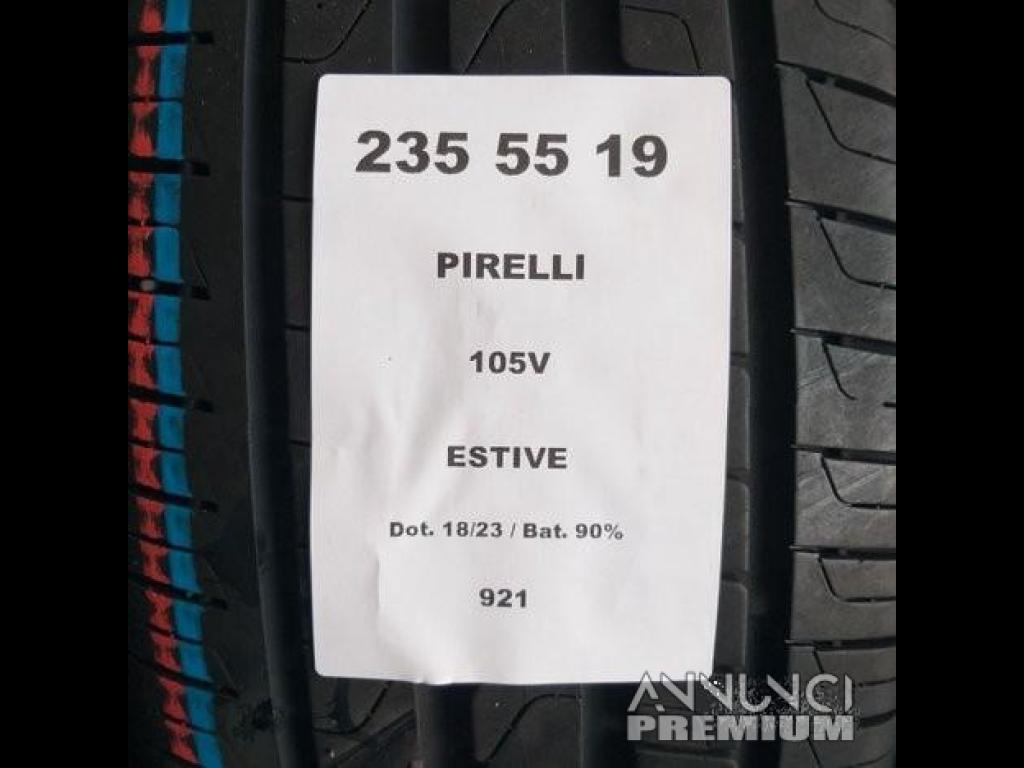 235 55 19
PIRELLI
105V
ESTIVE
Dot. 18/23 / Bat. 90%
921
ANNUNCI
PREMIUM